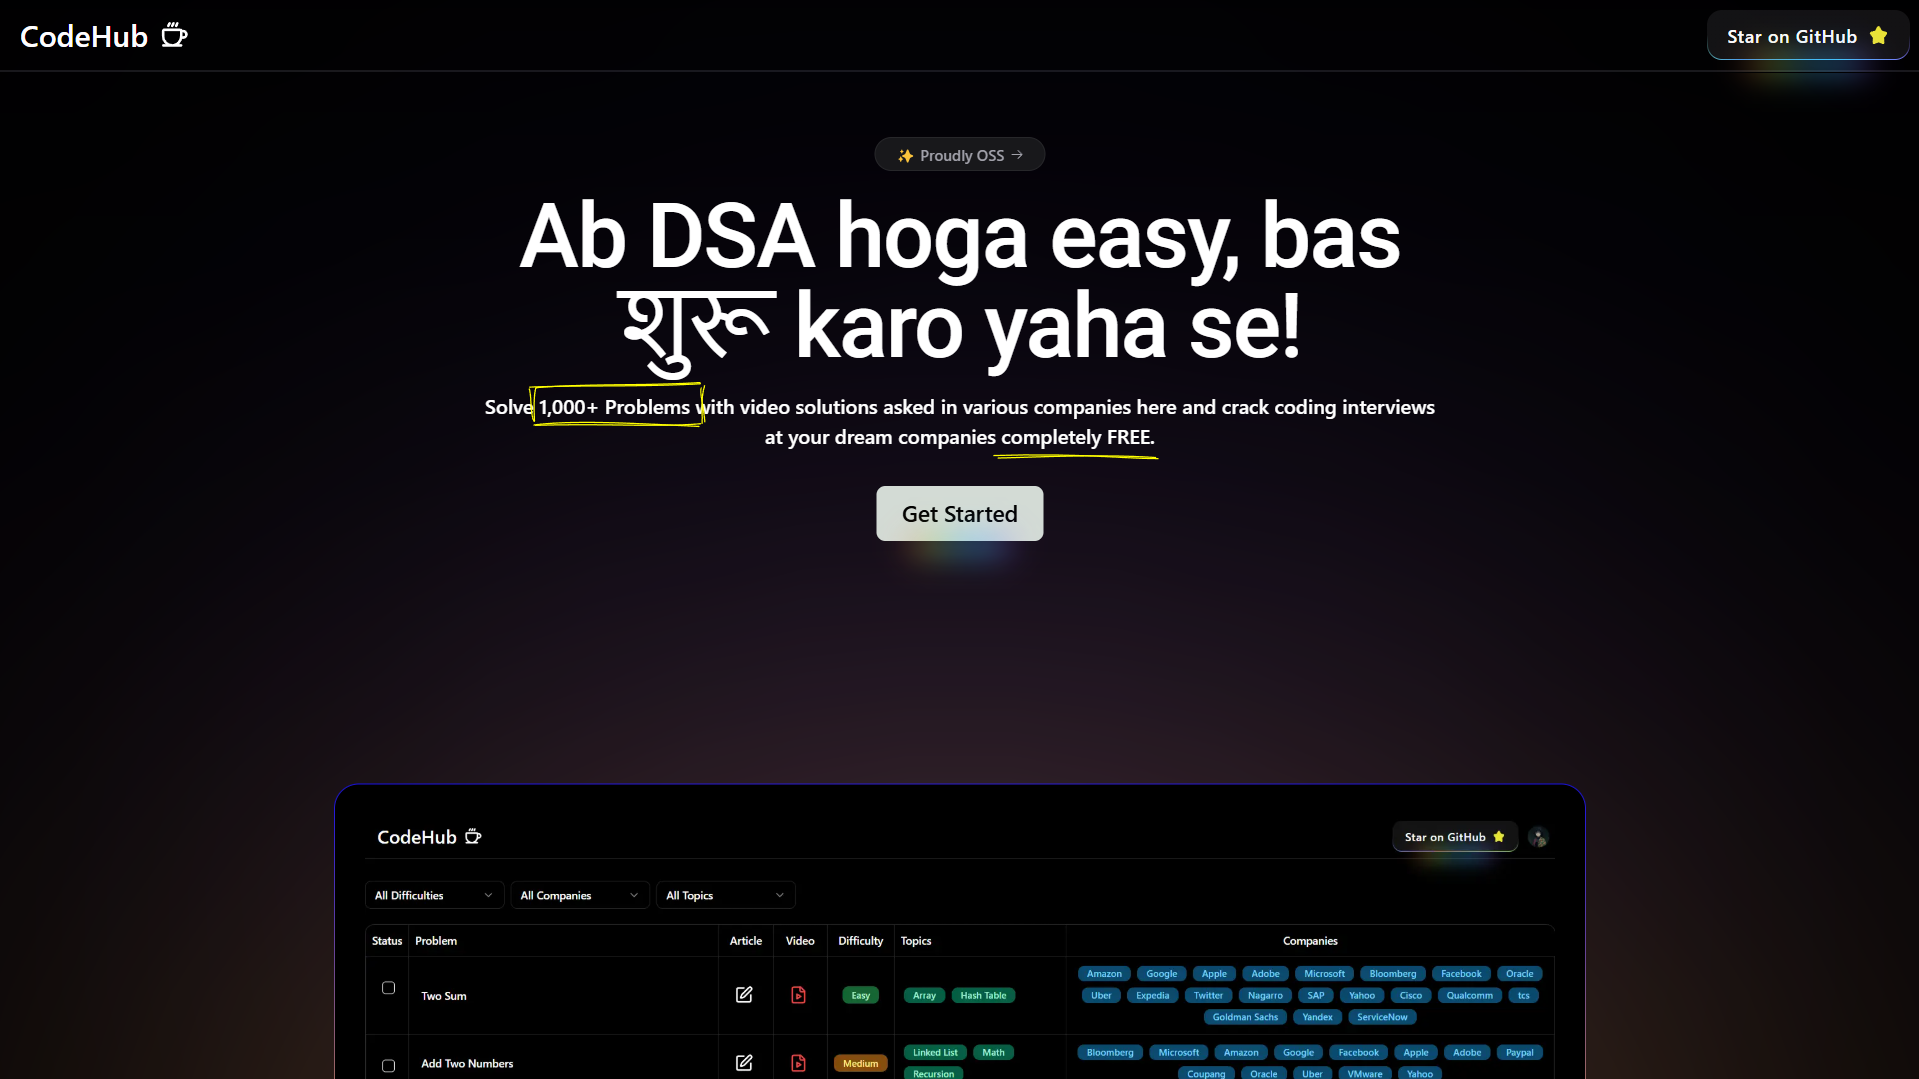 CodeHub
Star on GitHub
Proudly OSS →
Ab DSA hoga easy, bas
शुरू karo yaha se!
Solve 1,000+ Problems with video solutions asked in various companies here and crack coding interviews
at your dream companies completely FREE.
Get Started
CodeHub
Star on GitHub
All Difficulties All Companies All Topics
Status Problem Article Video Difficulty Topics Companies
Amazon Google Apple Adobe Microsoft Bloomberg Facebook Oracle
Two Sum Easy Array Hash Table Uber Expedia Twitter Nagarro SAP Yahoo Cisco Qualcomm tcs
Goldman Sachs Yandex ServiceNow
Linked List Math Bloomberg Microsoft Amazon Google Facebook Apple Adobe Paypal
Add Two Numbers Medium
Recursion Coupang Oracle Uber VMware Yahoo